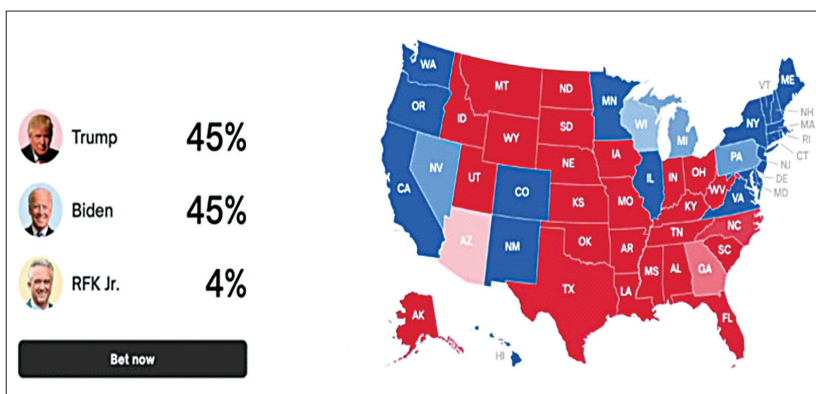 Trump 45%
Biden 45%
RFK Jr. 4%
Bet now
WA
MT
ND
MN
VT
ME
OR
ID
SD
WI
MI
NY
NH
MA
WY
IA
PA
RI
CT
NV
NE
IL
IN
OH
NJ
UT
CO
DE
MD
CA
KS
MO
WV
VA
KY
AZ
NM
OK
AR
TN
NC
SC
TX
MS
AL
GA
LA
AK
FL
HI